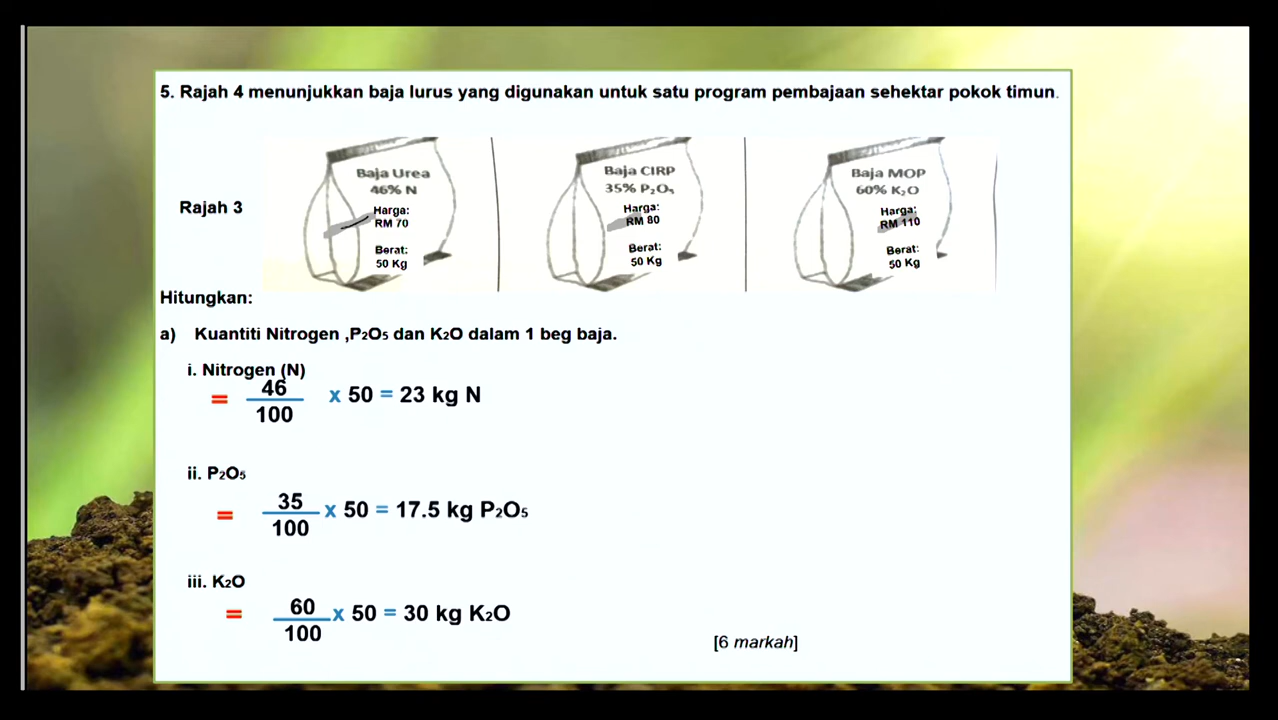 5. Rajah 4 menunjukkan baja lurus yang digunakan untuk satu program pembajaan sehektar pokok timun.
Rajah 3
Baja Urea
46% N
Harga:
RM 70
Berat:
50 Kg
Baja CIRP
35% P₂O₅
Harga:
RM 80
Berat:
50 Kg
Baja MOP
60% K₂O
Harga:
RM 110
Berat:
50 Kg
Hitungkan:
a) Kuantiti Nitrogen ,P₂O₅ dan K₂O dalam 1 beg baja.
i. Nitrogen (N)
= 46/100 x 50 = 23 kg N
ii. P₂O₅
= 35/100 x 50 = 17.5 kg P₂O₅
iii. K₂O
= 60/100 x 50 = 30 kg K₂O
[6 markah]